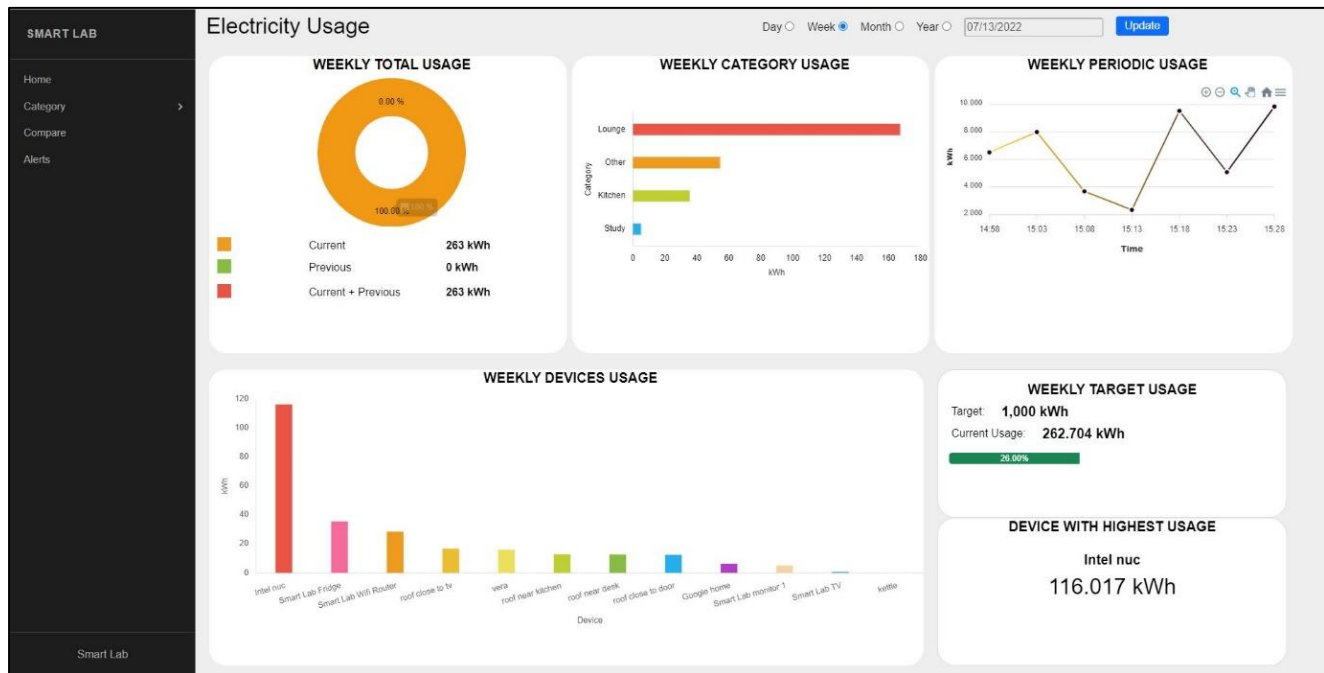 SMART LAB
Home
Category
Compare
Alerts
Smart Lab
Electricity Usage
Day Week Month Year 07/13/2022 Update
WEEKLY TOTAL USAGE
0.00 %
100.00 % 100 %
Current 263 kWh
Previous 0 kWh
Current + Previous 263 kWh
WEEKLY CATEGORY USAGE
Category
Lounge
Other
Kitchen
Study
0 20 40 60 80 100 120 140 160 180
kWh
WEEKLY PERIODIC USAGE
kWh
10.000
8.000
6.000
4.000
2.000
14:58 15.03 15.08 15.13 15.18 15.23 15:28
Time
WEEKLY DEVICES USAGE
kWh
120
100
80
60
40
20
0
Intel nuc Smart Lab Fridge Smart Lab Wifi Router roof close to tv vera roof near kitchen roof near desk roof close to door Google home Smart Lab monitor 1 Smart Lab TV kettle
Device
WEEKLY TARGET USAGE
Target: 1,000 kWh
Current Usage: 262.704 kWh
26.00%
DEVICE WITH HIGHEST USAGE
Intel nuc
116.017 kWh